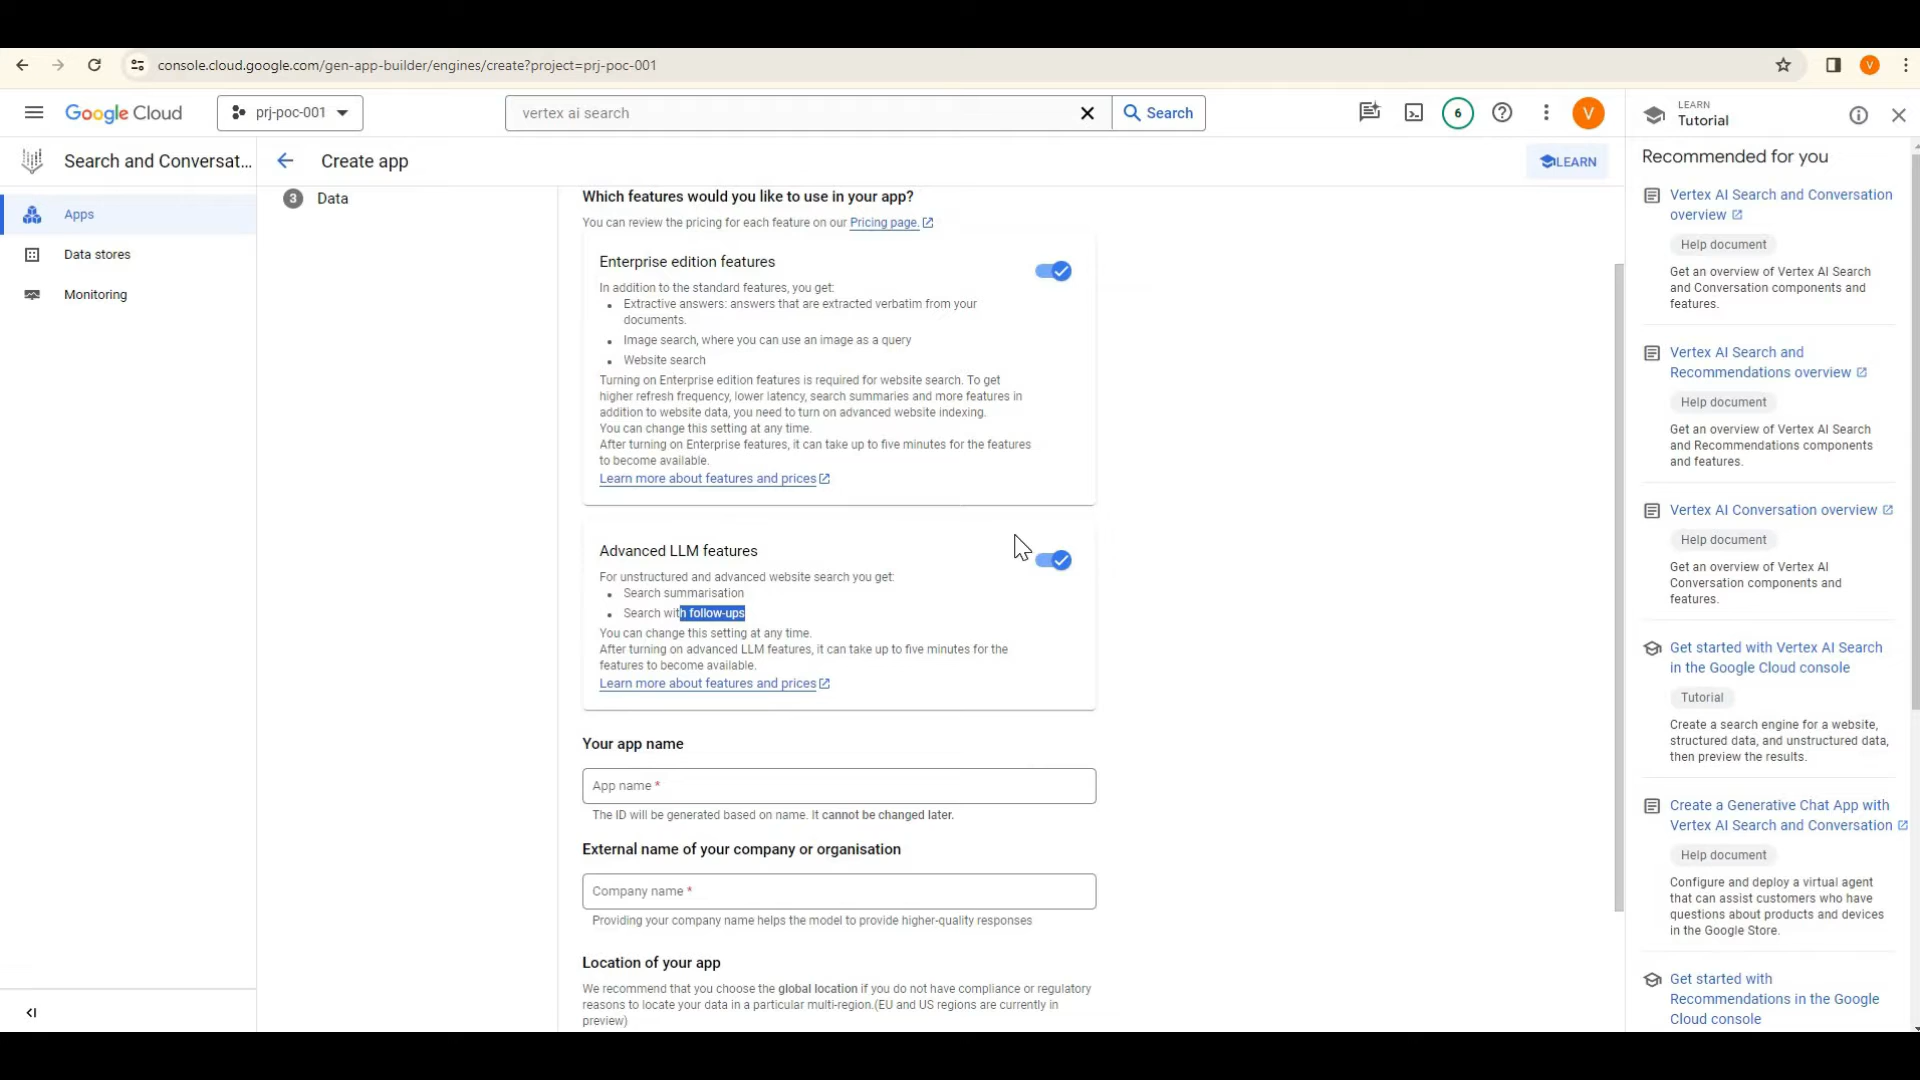 console.cloud.google.com/gen-app-builder/engines/create?project=prj-poc-001
V
Google Cloud
prj-poc-001
vertex ai search
Search
6
V
LEARN
Tutorial
Search and Conversat...
Create app
LEARN
Apps
Data stores
Monitoring
3 Data
Which features would you like to use in your app?
You can review the pricing for each feature on our Pricing page.
Enterprise edition features
In addition to the standard features, you get:
Extractive answers: answers that are extracted verbatim from your
documents.
Image search, where you can use an image as a query
Website search
Turning on Enterprise edition features is required for website search. To get
higher refresh frequency, lower latency, search summaries and more features in
addition to website data, you need to turn on advanced website indexing.
You can change this setting at any time.
After turning on Enterprise features, it can take up to five minutes for the features
to become available.
Learn more about features and prices
Advanced LLM features
For unstructured and advanced website search you get:
Search summarisation
Search with follow-ups
You can change this setting at any time.
After turning on advanced LLM features, it can take up to five minutes for the
features to become available.
Learn more about features and prices
Your app name
App name *
The ID will be generated based on name. It cannot be changed later.
External name of your company or organisation
Company name *
Providing your company name helps the model to provide higher-quality responses
Location of your app
We recommend that you choose the global location if you do not have compliance or regulatory
reasons to locate your data in a particular multi-region.(EU and US regions are currently in
preview)
Recommended for you
Vertex AI Search and Conversation
overview
Help document
Get an overview of Vertex AI Search
and Conversation components and
features.
Vertex AI Search and
Recommendations overview
Help document
Get an overview of Vertex AI Search
and Recommendations components
and features.
Vertex AI Conversation overview
Help document
Get an overview of Vertex AI
Conversation components and
features.
Get started with Vertex AI Search
in the Google Cloud console
Tutorial
Create a search engine for a website,
structured data, and unstructured data,
then preview the results.
Create a Generative Chat App with
Vertex AI Search and Conversation
Help document
Configure and deploy a virtual agent
that can assist customers who have
questions about products and devices
in the Google Store.
Get started with
Recommendations in the Google
Cloud console